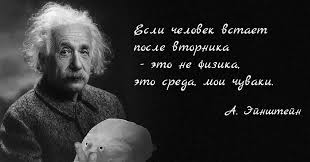 Если человек встает
после вторника
- это не физика,
это среда, мои чуваки.
А. Эйнштейн